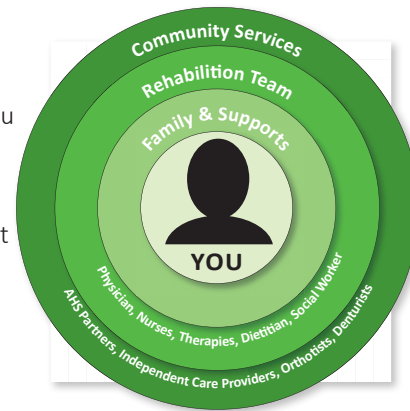 Community Services
Rehabilition Team
Family & Supports
YOU
Physician, Nurses, Therapies, Dietitian, Social Worker
AHS Partners, Independent Care Providers, Orthotists, Denturists
u
t